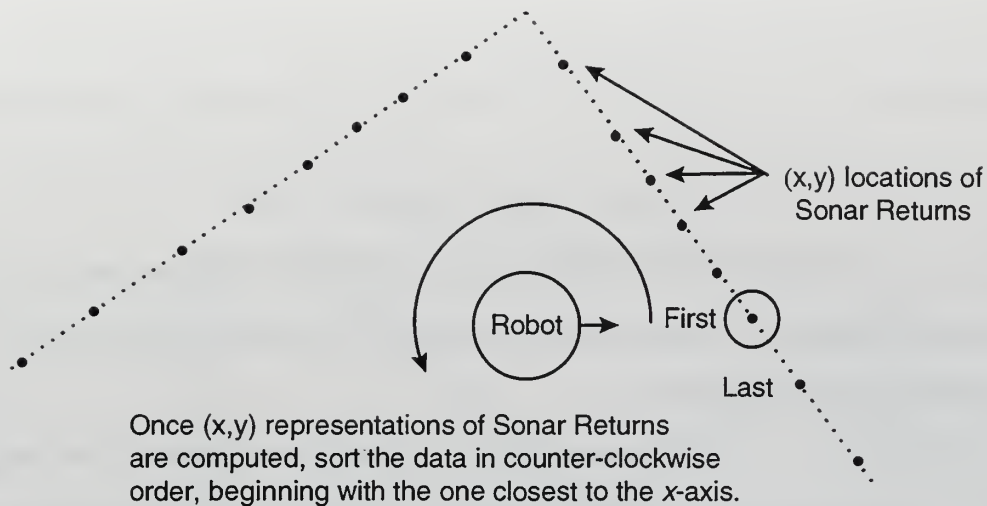 (x,y) locations of
Sonar Returns
Robot
First
Last
Once (x,y) representations of Sonar Returns
are computed, sort the data in counter-clockwise
order, beginning with the one closest to the x-axis.